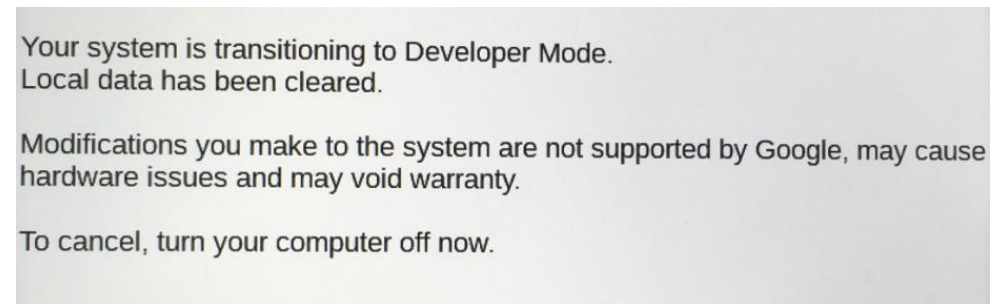 Your system is transitioning to Developer Mode.
Local data has been cleared.
Modifications you make to the system are not supported by Google, may cause
hardware issues and may void warranty.
To cancel, turn your computer off now.